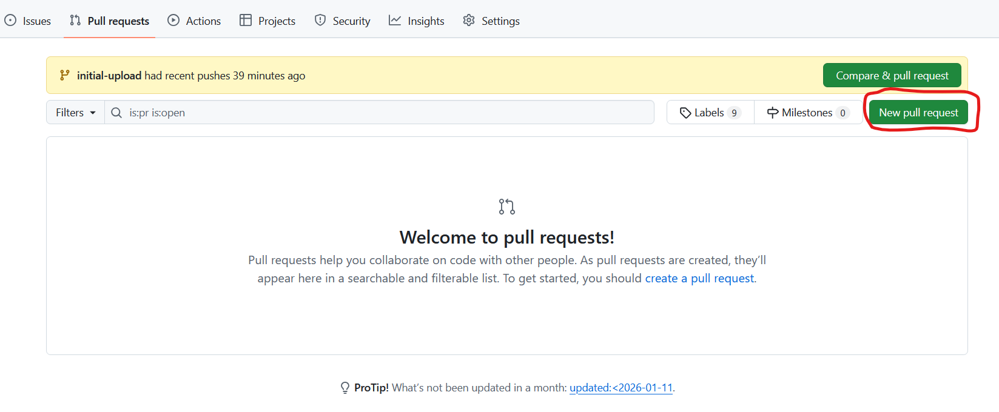 Issues Pull requests Actions Projects Security Insights Settings
initial-upload had recent pushes 39 minutes ago Compare & pull request
Filters is:pr is:open Labels 9 Milestones 0 New pull request
Welcome to pull requests!
Pull requests help you collaborate on code with other people. As pull requests are created, they’ll
appear here in a searchable and filterable list. To get started, you should create a pull request.
ProTip! What’s not been updated in a month: updated:<2026-01-11.